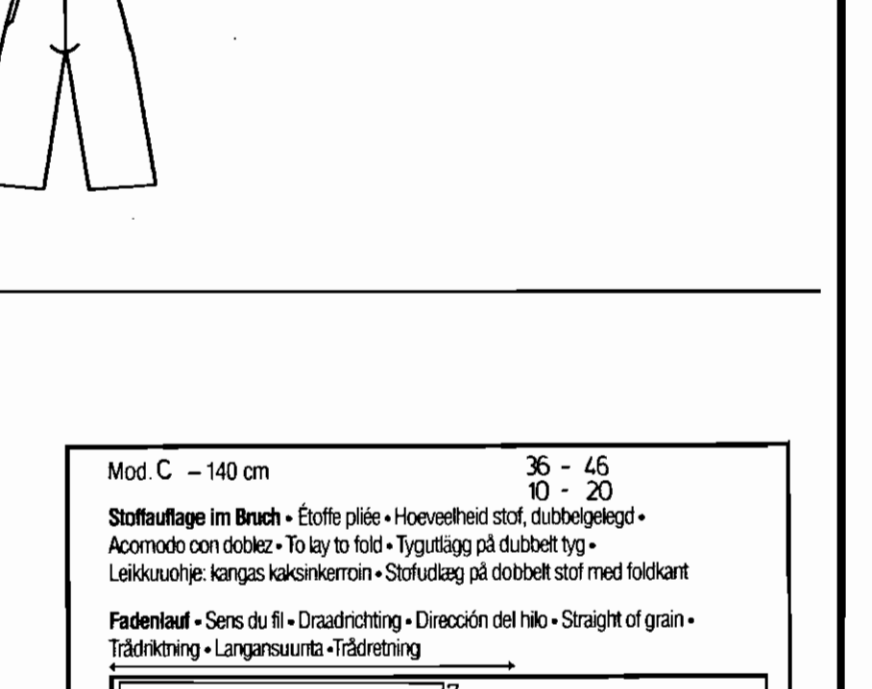 Mod. C – 140 cm
36 - 46
10 - 20
Stoffauflage im Bruch • Étoffe pliée • Hoeveelheid stof, dubbelgelegd •
Acomodo con doblez • To lay to fold • Tygutlägg på dubbelt tyg •
Leikkuuohje: kangas kaksinkerroin • Stofudlæg på dobbelt stof med foldkant
Fadenlauf • Sens du fil • Draadrichting • Dirección del hilo • Straight of grain •
Trådriktning • Langansuunta • Trådretning